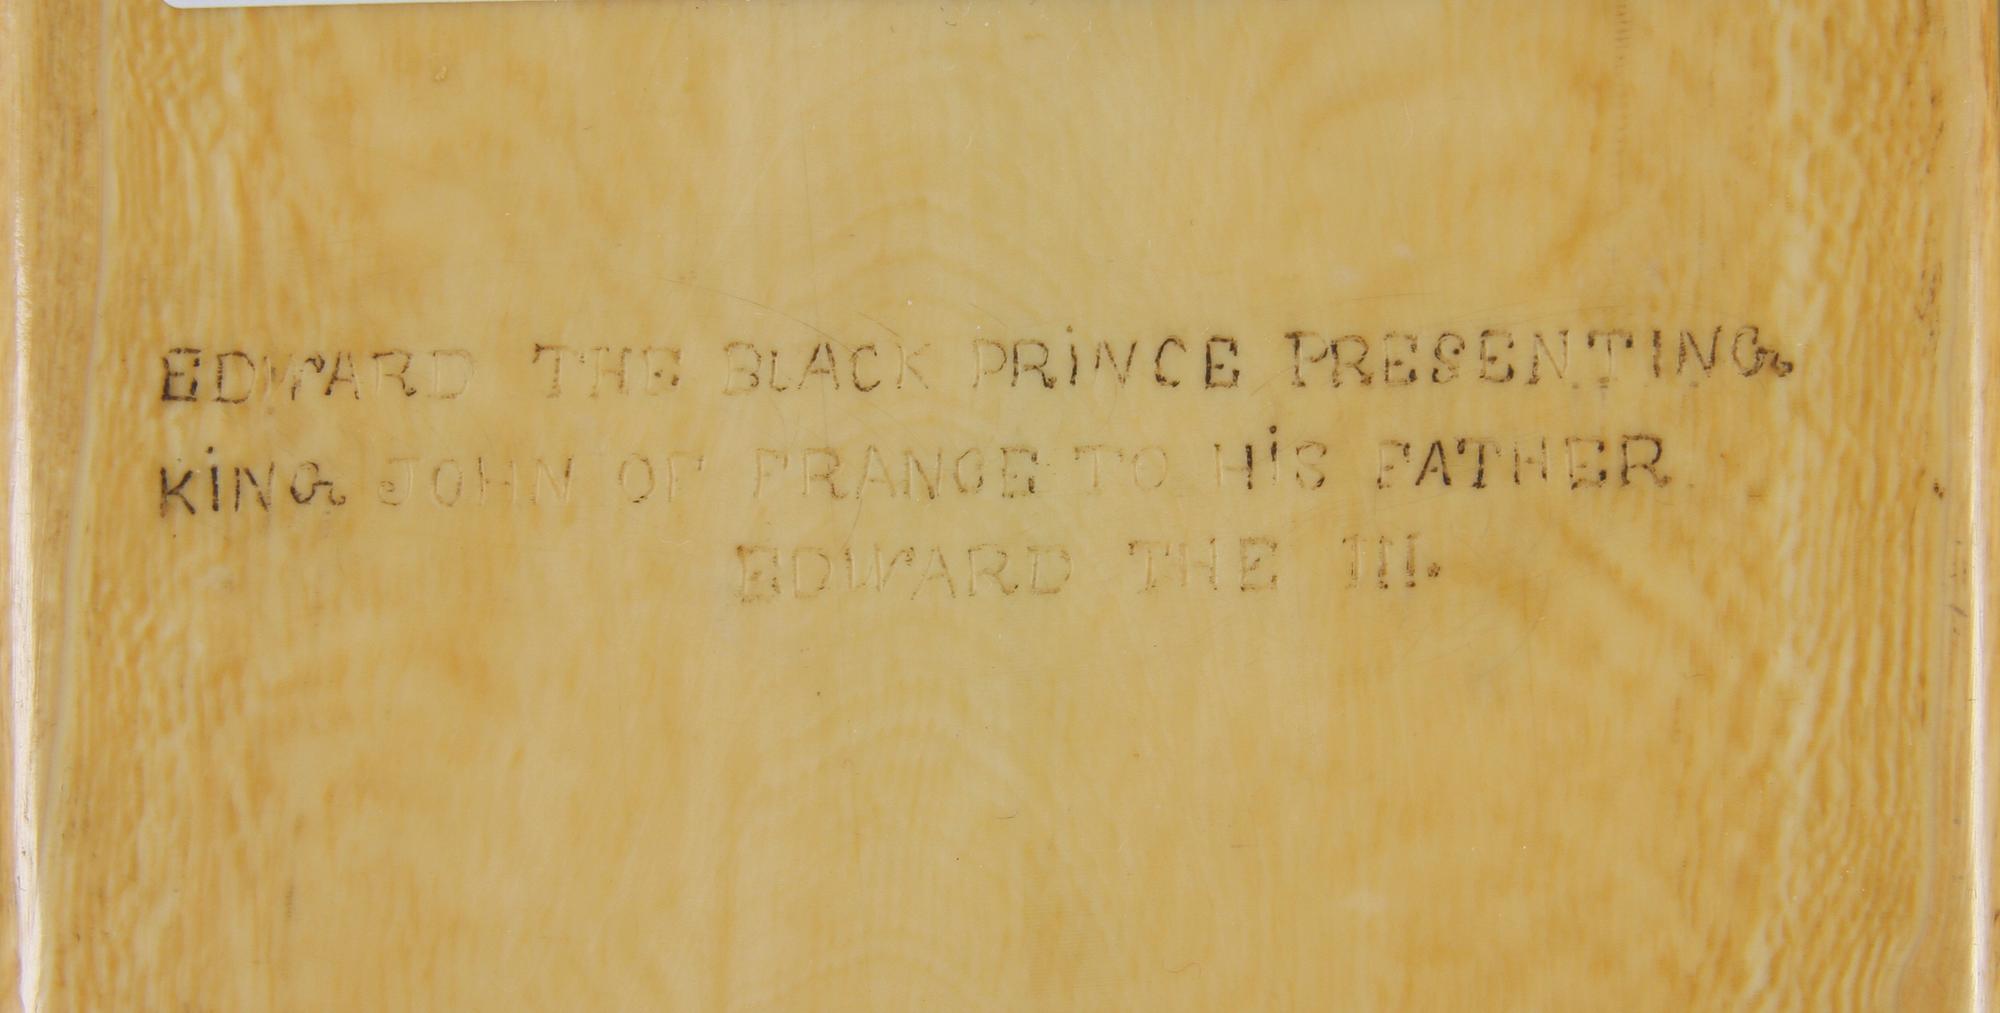 EDWARD THE BLACK PRiNCE PRESENTING
KiNG JOHN OF FRANCE TO HiS FATHER
EDWARD THE III.